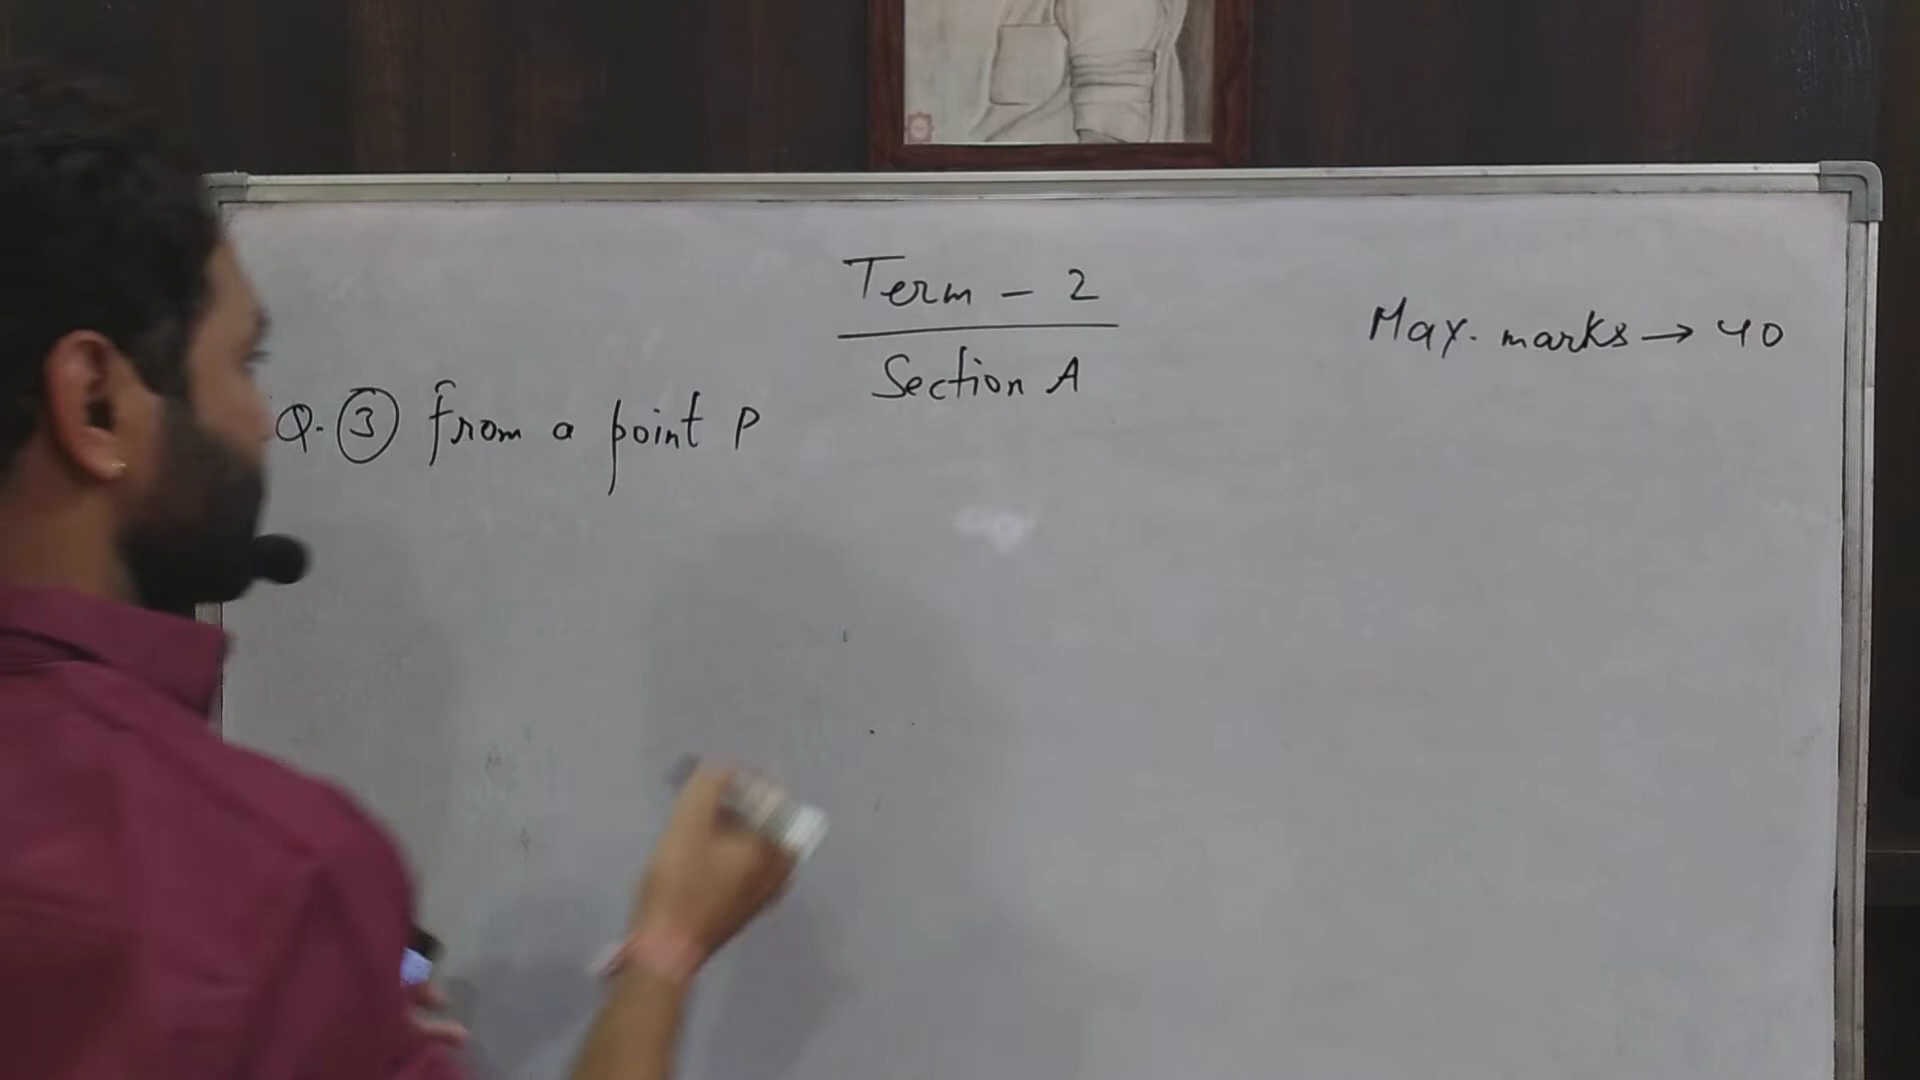 Term - 2
Max. marks → 40
Section A
Q. ③ from a point P